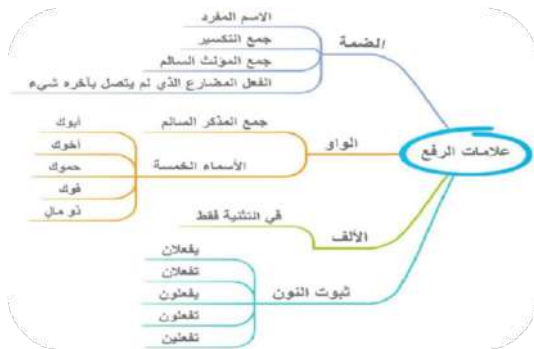 علامات الرفع
الضمة
الاسم المفرد
جمع التكسير
جمع المؤنث السالم
الفعل المضارع الذي لم يتصل بآخره شيء
الواو
جمع المذكر السالم
الأسماء الخمسة
أبوك
أخوك
حموك
فوك
ذو مال
الألف
في التثنية فقط
ثبوت النون
يفعلان
تفعلان
يفعلون
تفعلون
تفعلين